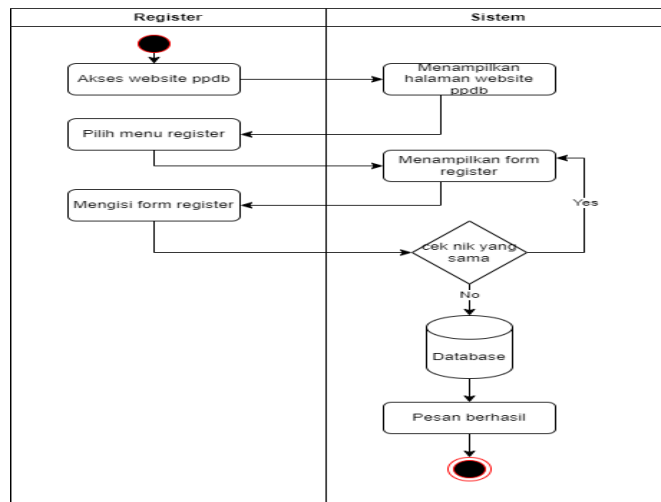 Register
Sistem
Akses website ppdb
Menampilkan
halaman website
ppdb
Pilih menu register
Menampilkan form
register
Mengisi form register
Yes
cek nik yang
sama
No
Database
Pesan berhasil